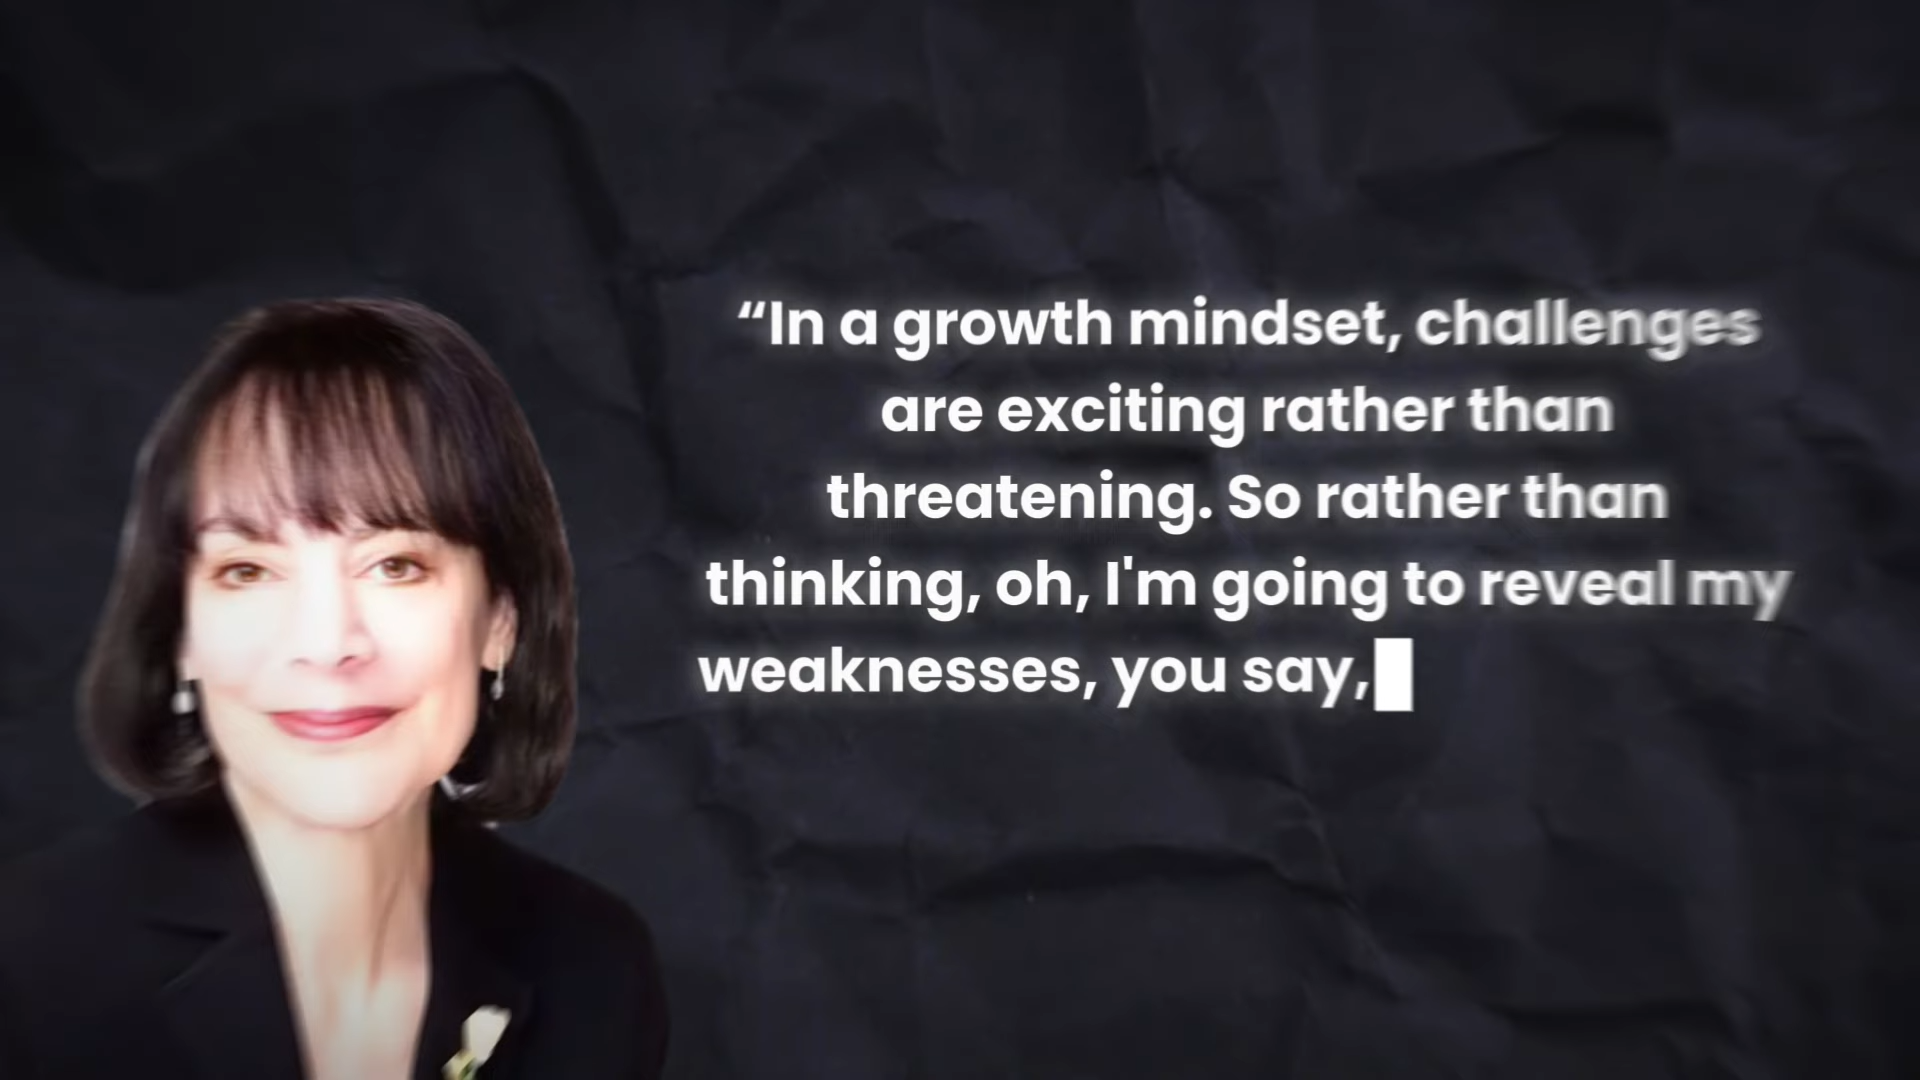 “In a growth mindset, challenges
are exciting rather than
threatening. So rather than
thinking, oh, I'm going to reveal my
weaknesses, you say,